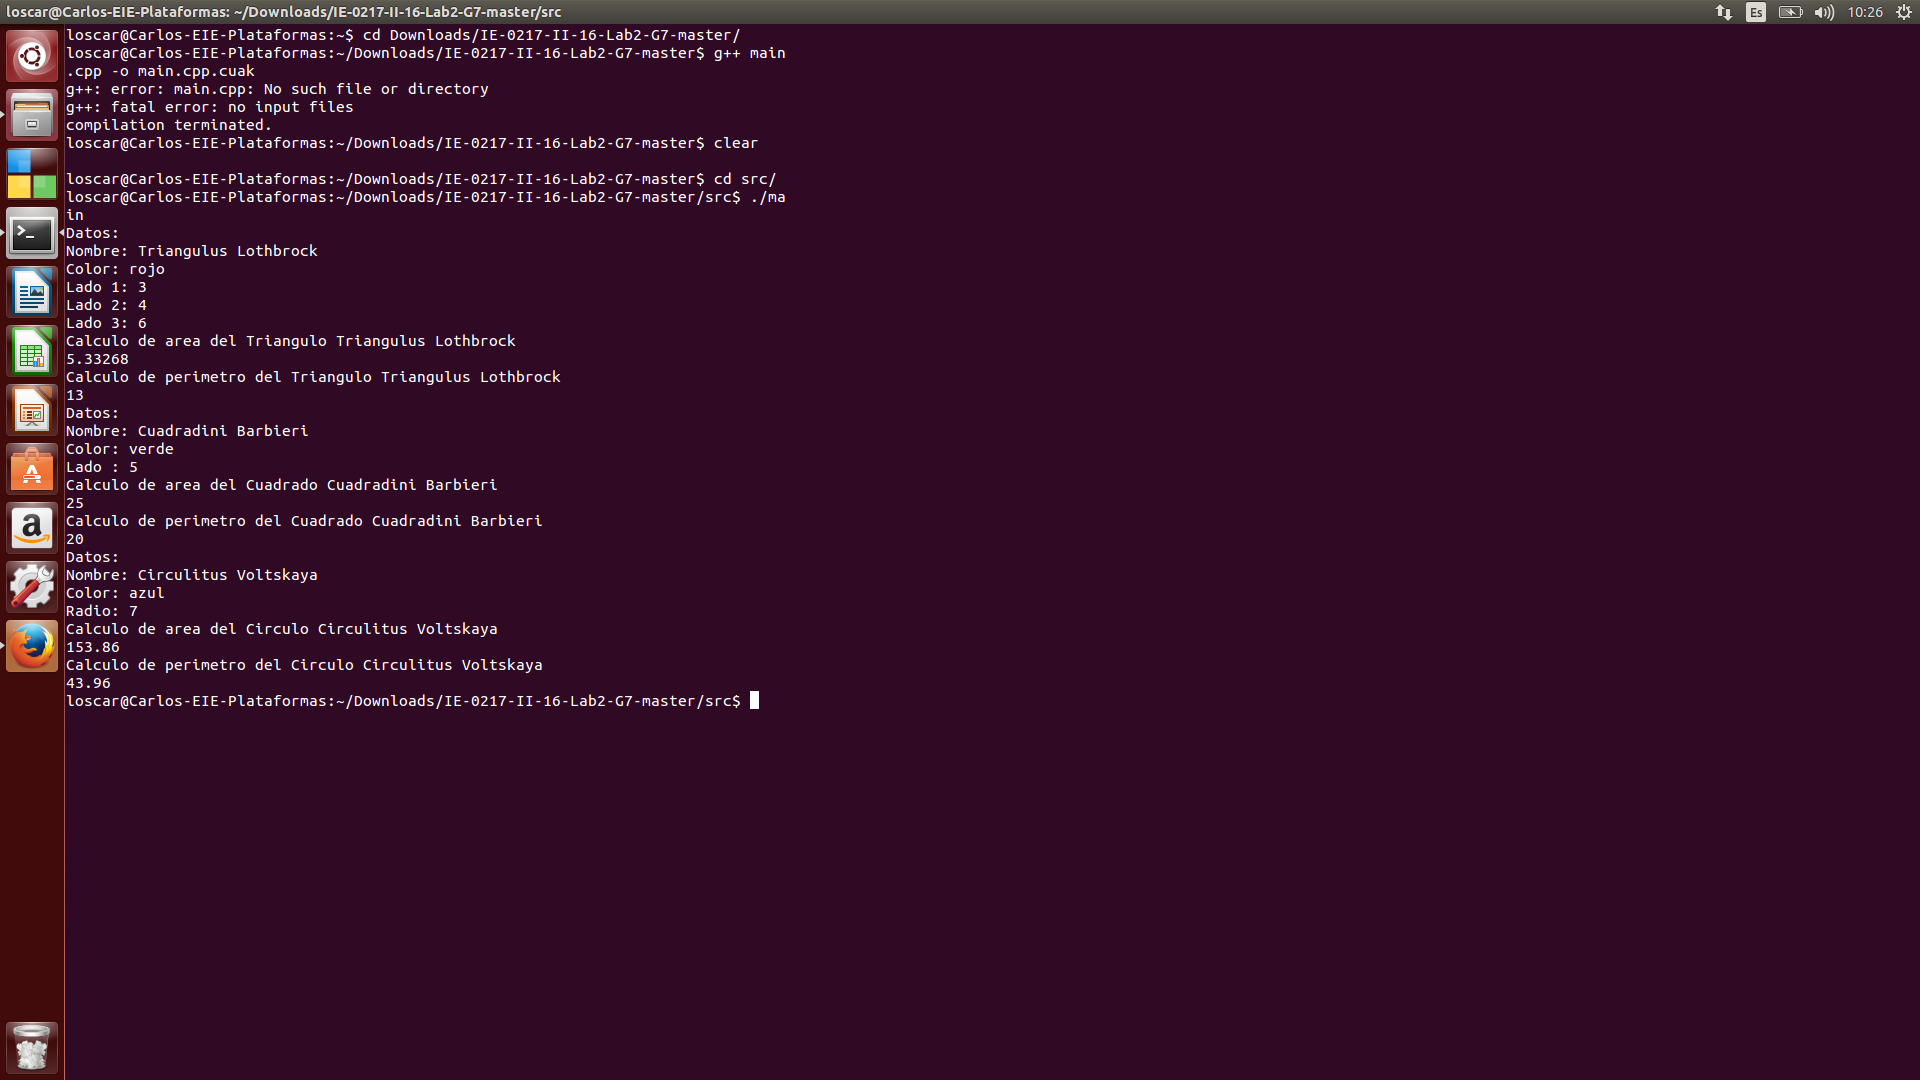 loscar@Carlos-EIE-Plataformas: ~/Downloads/IE-0217-II-16-Lab2-G7-master/src
Es
10:26
loscar@Carlos-EIE-Plataformas:~$ cd Downloads/IE-0217-II-16-Lab2-G7-master/
loscar@Carlos-EIE-Plataformas:~/Downloads/IE-0217-II-16-Lab2-G7-master$ g++ main
.cpp -o main.cpp.cuak
g++: error: main.cpp: No such file or directory
g++: fatal error: no input files
compilation terminated.
loscar@Carlos-EIE-Plataformas:~/Downloads/IE-0217-II-16-Lab2-G7-master$ clear
loscar@Carlos-EIE-Plataformas:~/Downloads/IE-0217-II-16-Lab2-G7-master$ cd src/
loscar@Carlos-EIE-Plataformas:~/Downloads/IE-0217-II-16-Lab2-G7-master/src$ ./ma
in
Datos:
Nombre: Triangulus Lothbrock
Color: rojo
Lado 1: 3
Lado 2: 4
Lado 3: 6
Calculo de area del Triangulo Triangulus Lothbrock
5.33268
Calculo de perimetro del Triangulo Triangulus Lothbrock
13
Datos:
Nombre: Cuadradini Barbieri
Color: verde
Lado : 5
Calculo de area del Cuadrado Cuadradini Barbieri
25
Calculo de perimetro del Cuadrado Cuadradini Barbieri
20
Datos:
Nombre: Circulitus Voltskaya
Color: azul
Radio: 7
Calculo de area del Circulo Circulitus Voltskaya
153.86
Calculo de perimetro del Circulo Circulitus Voltskaya
43.96
loscar@Carlos-EIE-Plataformas:~/Downloads/IE-0217-II-16-Lab2-G7-master/src$